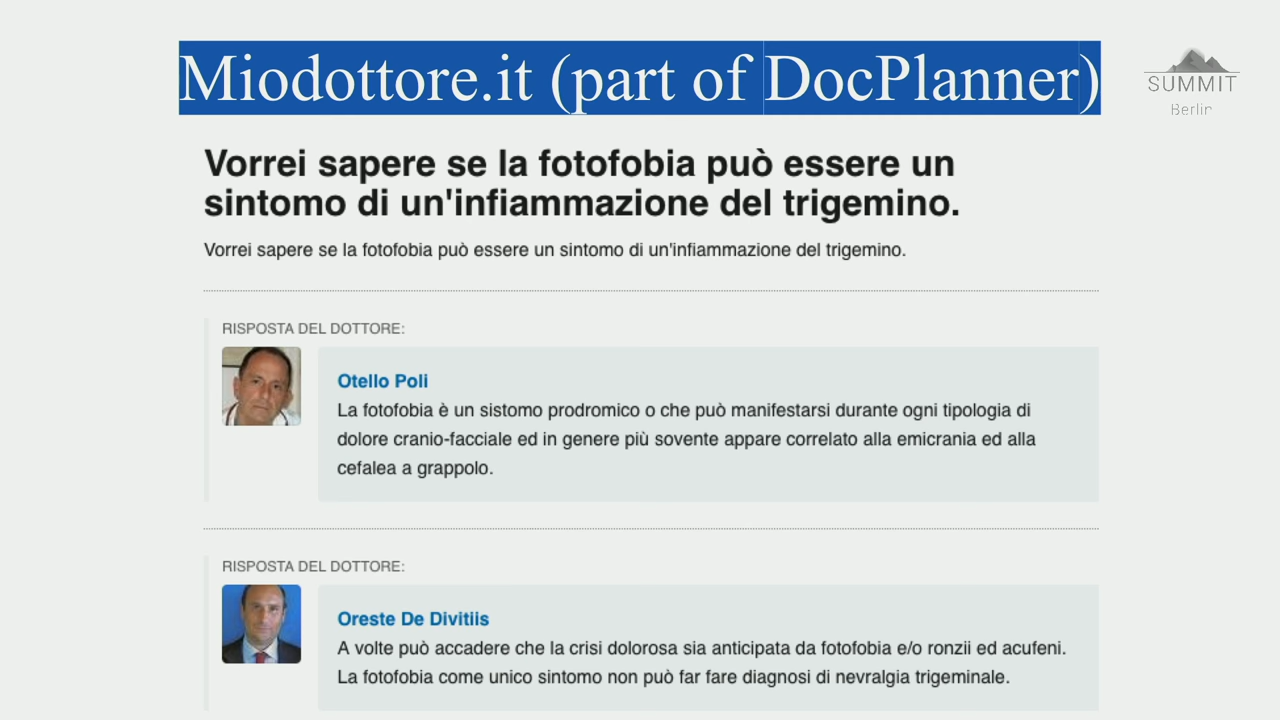 Miodottore.it (part of DocPlanner)
SUMMIT
Berlin
Vorrei sapere se la fotofobia può essere un
sintomo di un'infiammazione del trigemino.
Vorrei sapere se la fotofobia può essere un sintomo di un'infiammazione del trigemino.
RISPOSTA DEL DOTTORE:
Otello Poli
La fotofobia è un sistomo prodromico o che può manifestarsi durante ogni tipologia di
dolore cranio-facciale ed in genere più sovente appare correlato alla emicrania ed alla
cefalea a grappolo.
RISPOSTA DEL DOTTORE:
Oreste De Divitiis
A volte può accadere che la crisi dolorosa sia anticipata da fotofobia e/o ronzii ed acufeni.
La fotofobia come unico sintomo non può far fare diagnosi di nevralgia trigeminale.